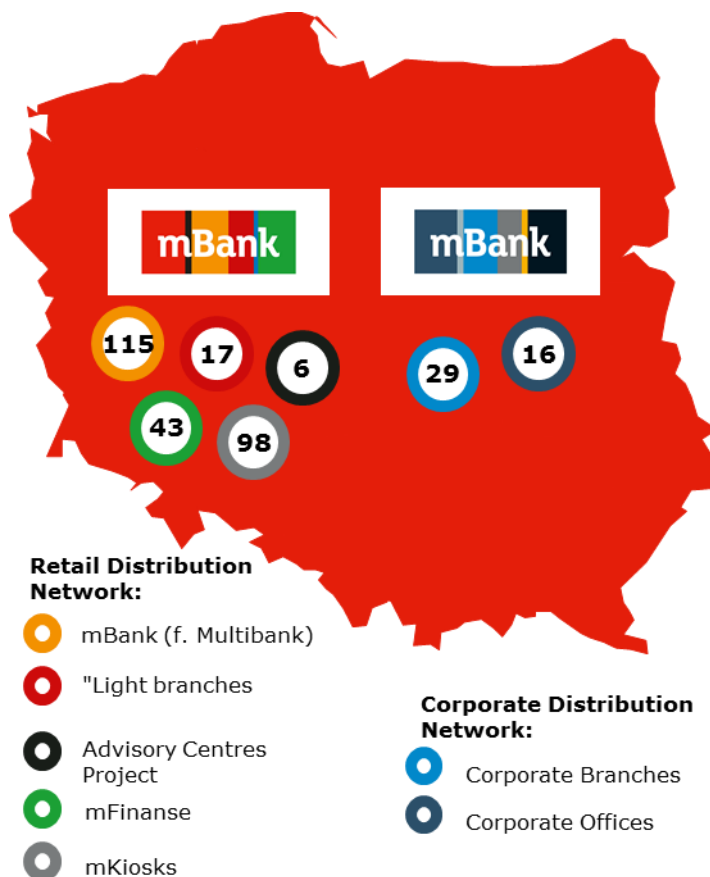 mBank
mBank
115
17
6
29
16
43
98
Retail Distribution
Network:
mBank (f. Multibank)
"Light branches
Advisory Centres
Project
mFinanse
mKiosks
Corporate Distribution
Network:
Corporate Branches
Corporate Offices